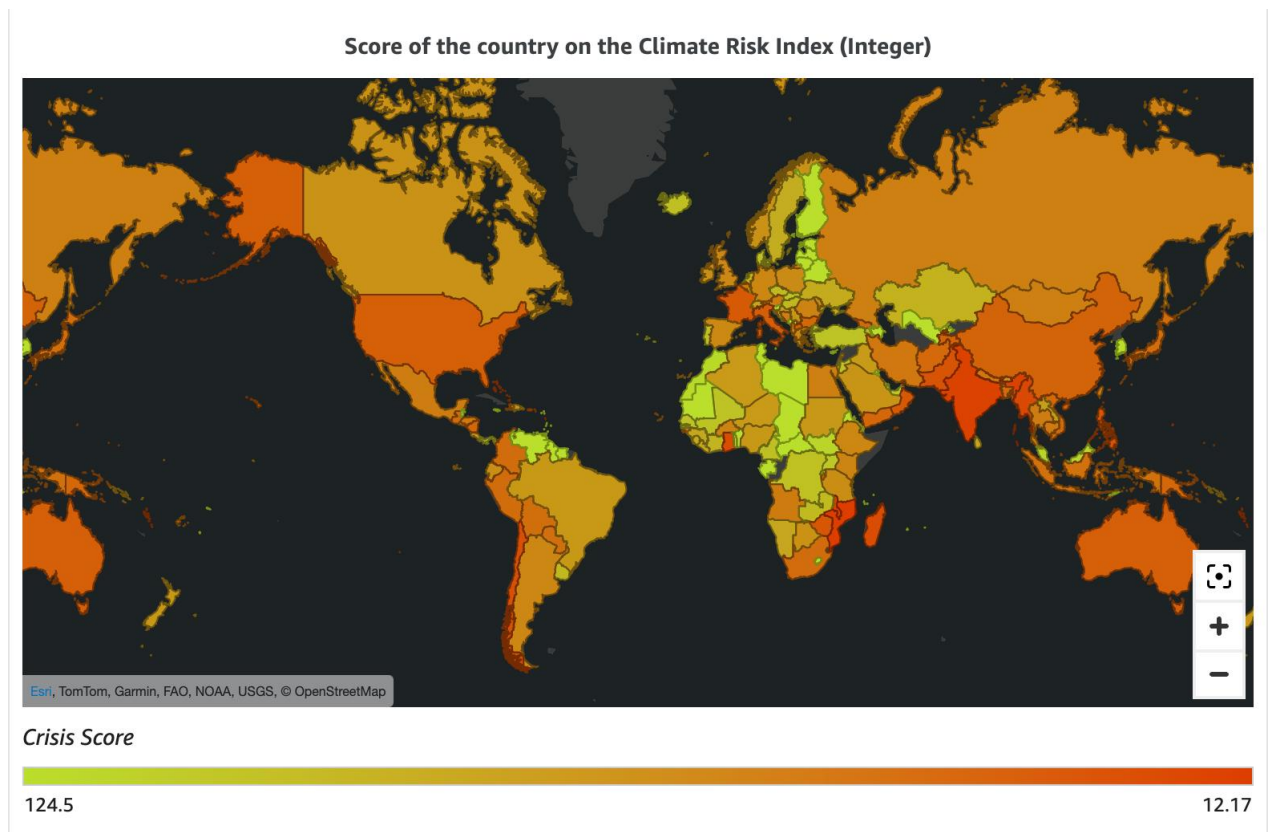 Score of the country on the Climate Risk Index (Integer)
+
−
Esri, TomTom, Garmin, FAO, NOAA, USGS, © OpenStreetMap
Crisis Score
124.5
12.17